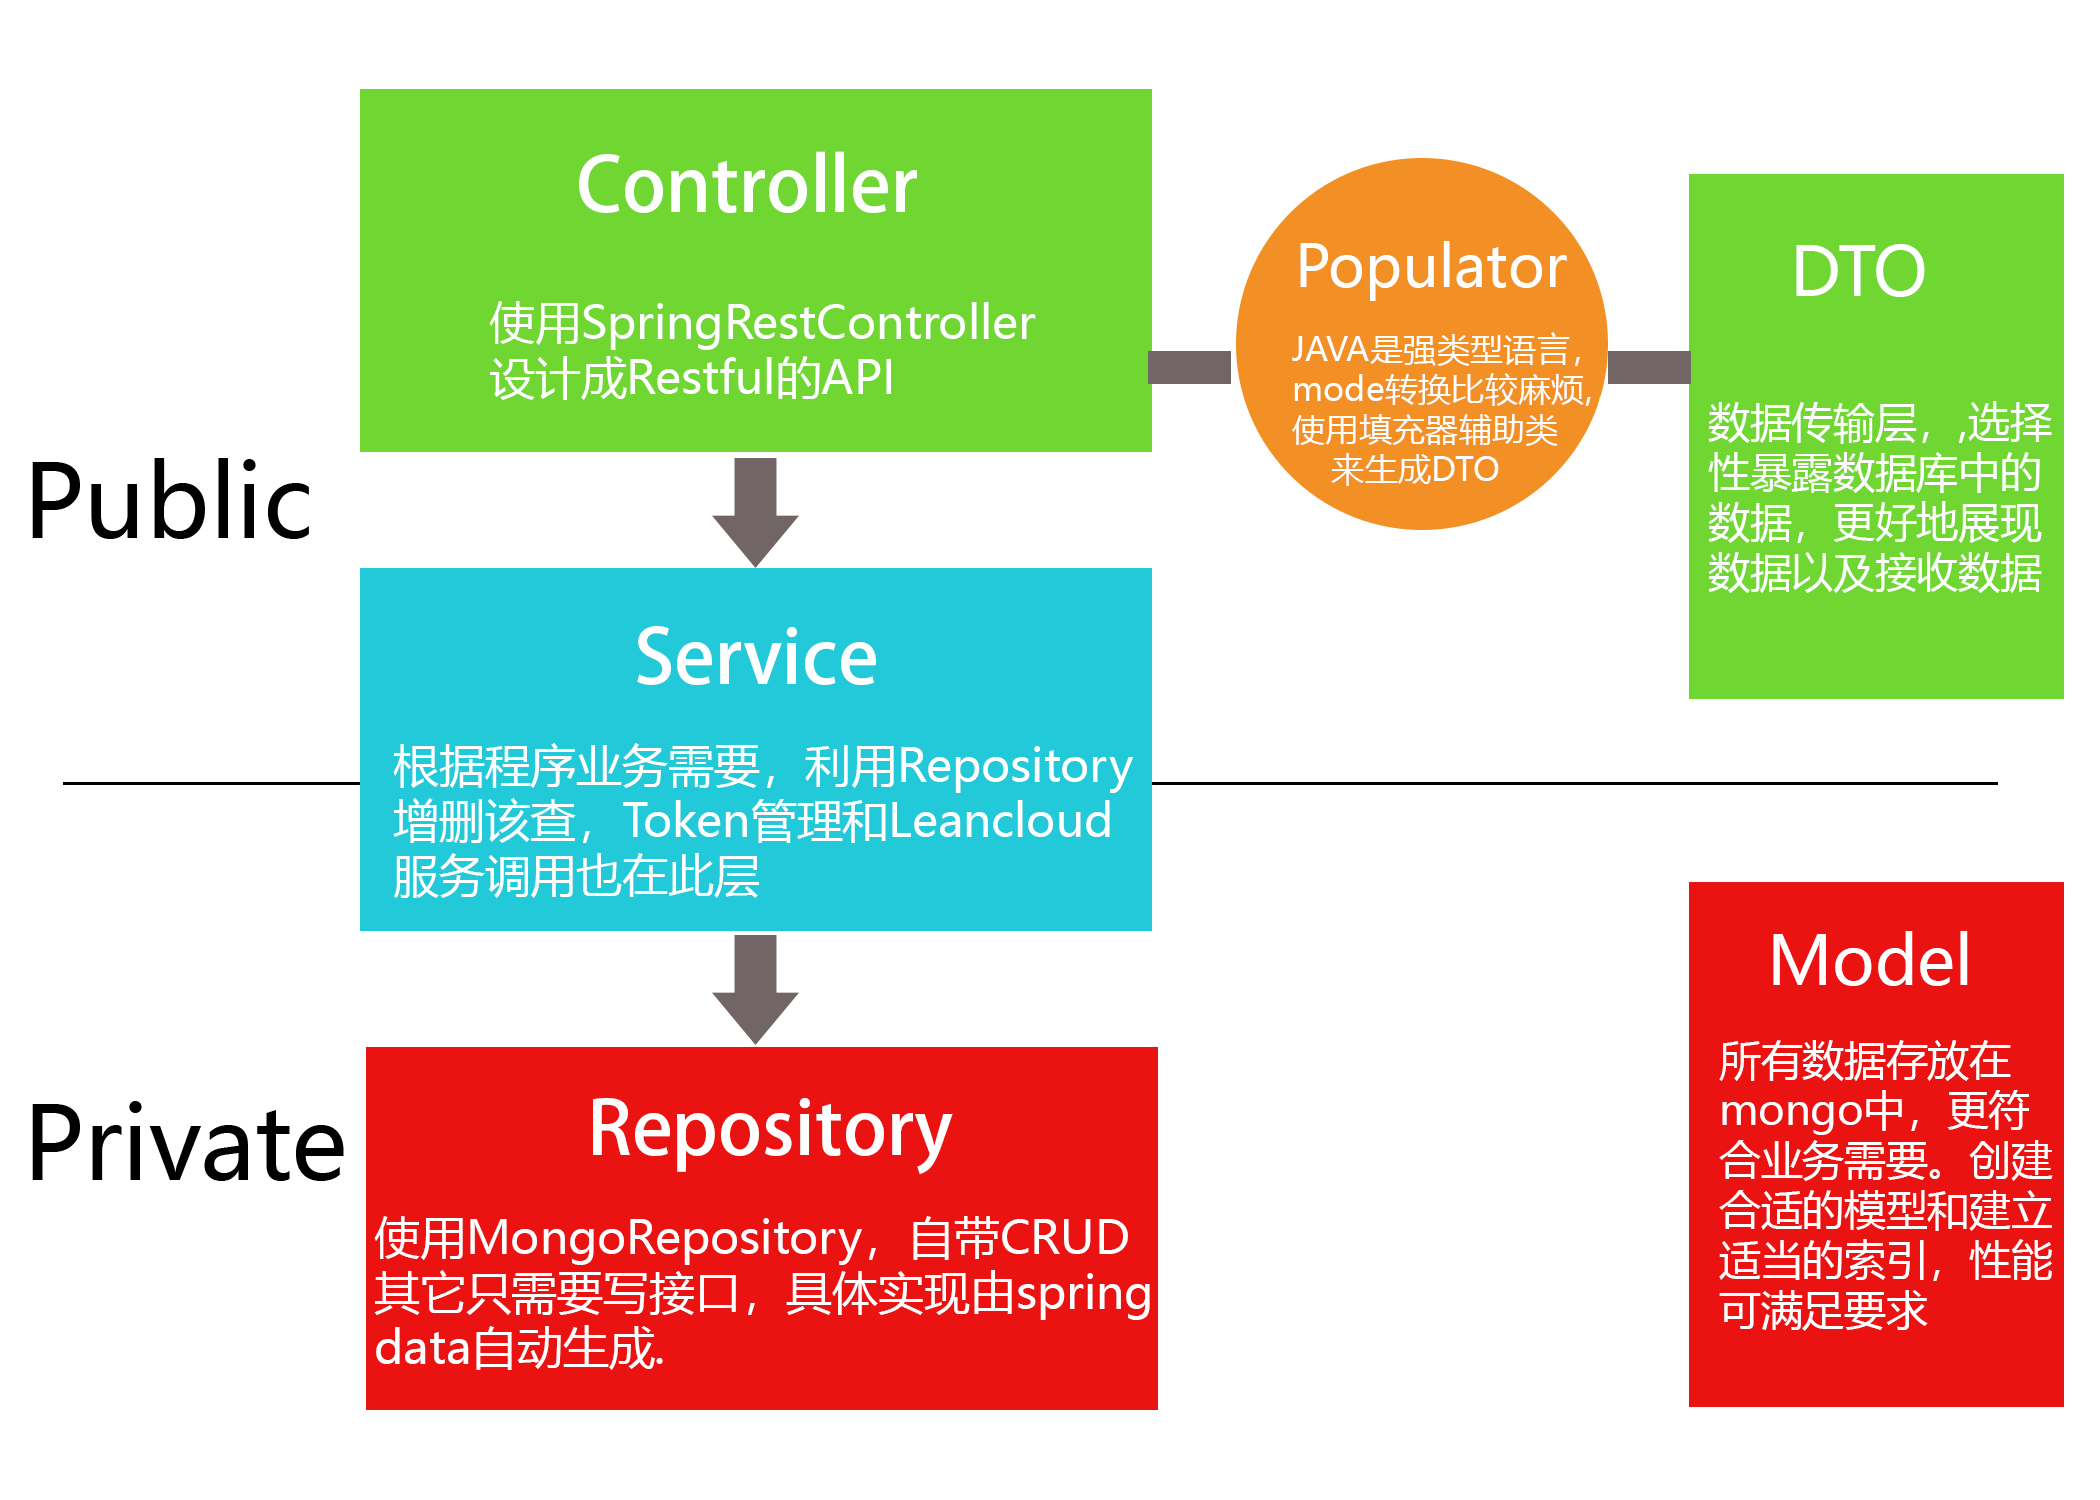 Controller
使用SpringRestController
设计成Restful的API
Populator
JAVA是强类型语言，
mode转换比较麻烦,
使用填充器辅助类
来生成DTO
DTO
数据传输层，,选择
性暴露数据库中的
数据，更好地展现
数据以及接收数据
Public
Service
根据程序业务需要，利用Repository
增删该查，Token管理和Leancloud
服务调用也在此层
Private
Repository
使用MongoRepository，自带CRUD
其它只需要写接口，具体实现由spring
data自动生成.
Model
所有数据存放在
mongo中，更符
合业务需要。创建
合适的模型和建立
适当的索引，性能
可满足要求